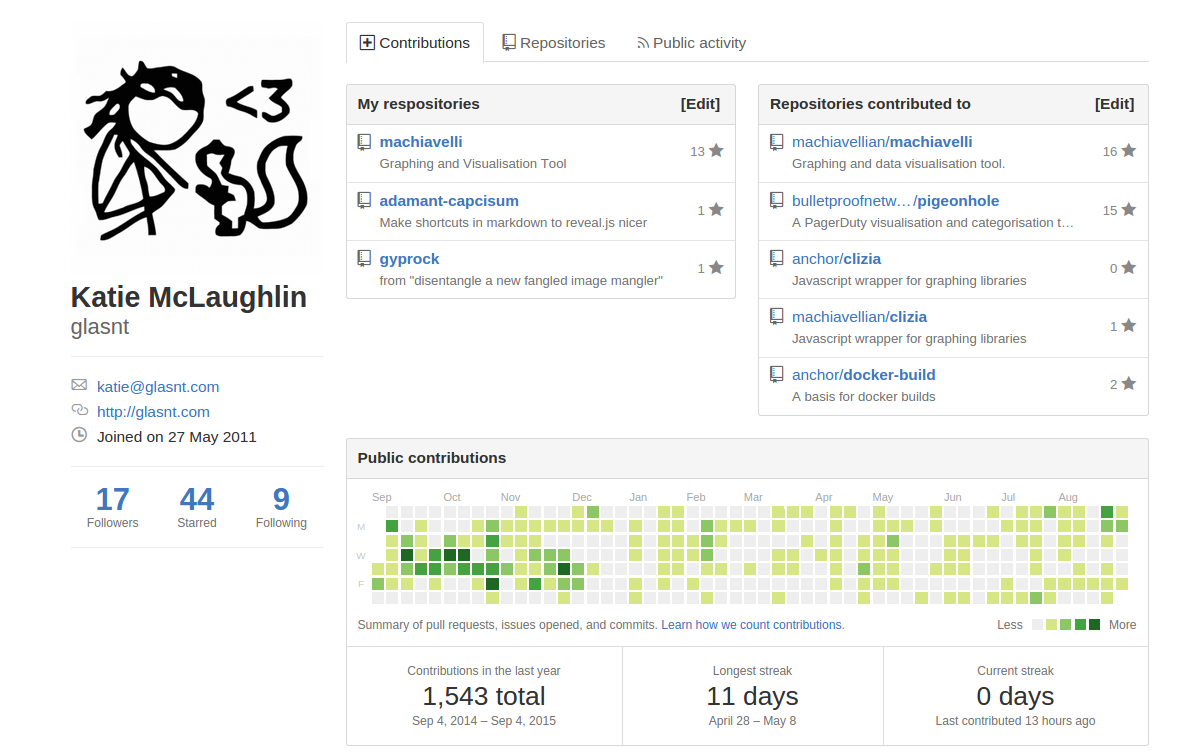 Contributions
Repositories
Public activity
<3
Katie McLaughlin
glasnt
katie@glasnt.com
http://glasnt.com
Joined on 27 May 2011
17
Followers
44
Starred
9
Following
My respositories
[Edit]
machiavelli
13
Graphing and Visualisation Tool
adamant-capcisum
1
Make shortcuts in markdown to reveal.js nicer
gyprock
1
from "disentangle a new fangled image mangler"
Repositories contributed to
[Edit]
machiavellian/machiavelli
16
Graphing and data visualisation tool.
bulletproofnetw… /pigeonhole
15
A PagerDuty visualisation and categorisation t…
anchor/clizia
0
Javascript wrapper for graphing libraries
machiavellian/clizia
1
Javascript wrapper for graphing libraries
anchor/docker-build
2
A basis for docker builds
Public contributions
Sep Oct Nov Dec Jan Feb Mar Apr May Jun Jul Aug
M
W
F
Summary of pull requests, issues opened, and commits. Learn how we count contributions.
Less More
Contributions in the last year
1,543 total
Sep 4, 2014 – Sep 4, 2015
Longest streak
11 days
April 28 – May 8
Current streak
0 days
Last contributed 13 hours ago